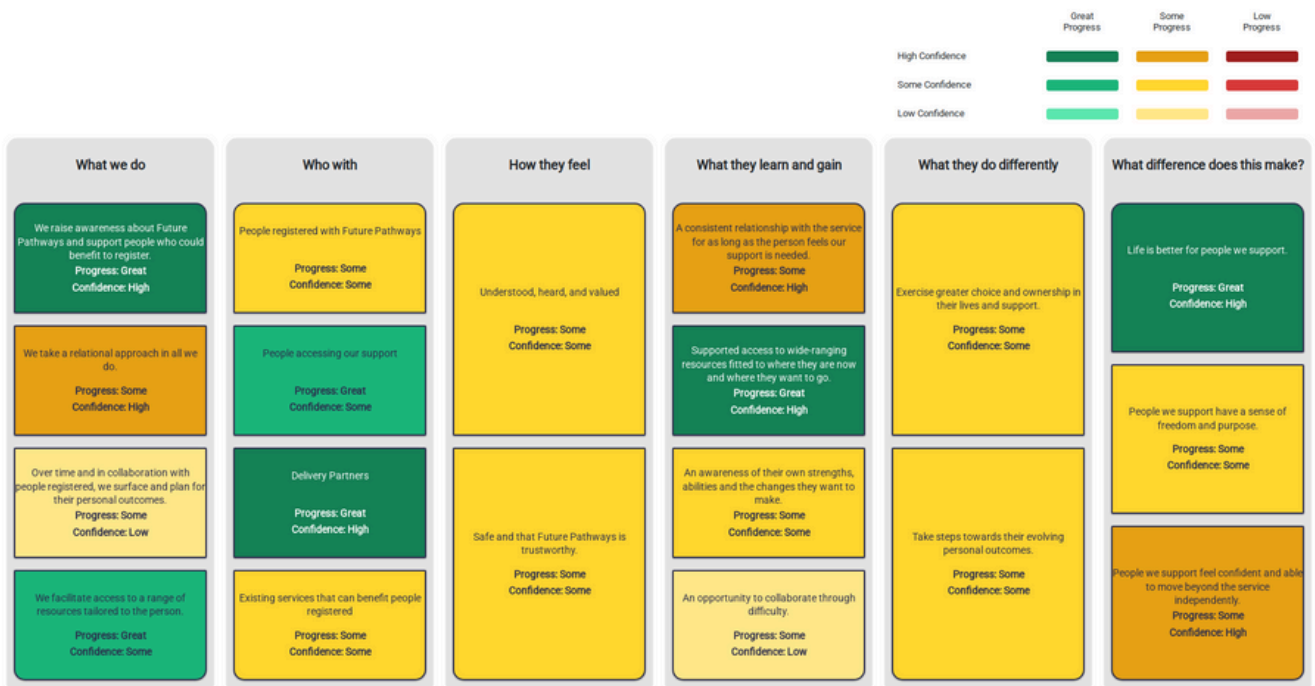 Great
Progress
Some
Progress
Low
Progress
High Confidence
Some Confidence
Low Confidence
What we do
We raise awareness about Future
Pathways and support people who could
benefit to register.
Progress: Great
Confidence: High
We take a relational approach in all we
do.
Progress: Some
Confidence: High
Over time and in collaboration with
people registered, we surface and plan for
their personal outcomes.
Progress: Some
Confidence: Low
We facilitate access to a range of
resources tailored to the person.
Progress: Great
Confidence: Some
Who with
People registered with Future Pathways
Progress: Some
Confidence: Some
People accessing our support
Progress: Great
Confidence: Some
Delivery Partners
Progress: Great
Confidence: High
Existing services that can benefit people
registered
Progress: Some
Confidence: Some
How they feel
Understood, heard, and valued
Progress: Some
Confidence: Some
Safe and that Future Pathways is
trustworthy.
Progress: Some
Confidence: Some
What they learn and gain
A consistent relationship with the service
for as long as the person feels our
support is needed.
Progress: Some
Confidence: High
Supported access to wide-ranging
resources fitted to where they are now
and where they want to go.
Progress: Great
Confidence: High
An awareness of their own strengths,
abilities and the changes they want to
make.
Progress: Some
Confidence: Some
An opportunity to collaborate through
difficulty.
Progress: Some
Confidence: Low
What they do differently
Exercise greater choice and ownership in
their lives and support.
Progress: Some
Confidence: Some
Take steps towards their evolving
personal outcomes.
Progress: Some
Confidence: Some
What difference does this make?
Life is better for people we support.
Progress: Great
Confidence: High
People we support have a sense of
freedom and purpose.
Progress: Some
Confidence: Some
People we support feel confident and able
to move beyond the service
independently.
Progress: Some
Confidence: High